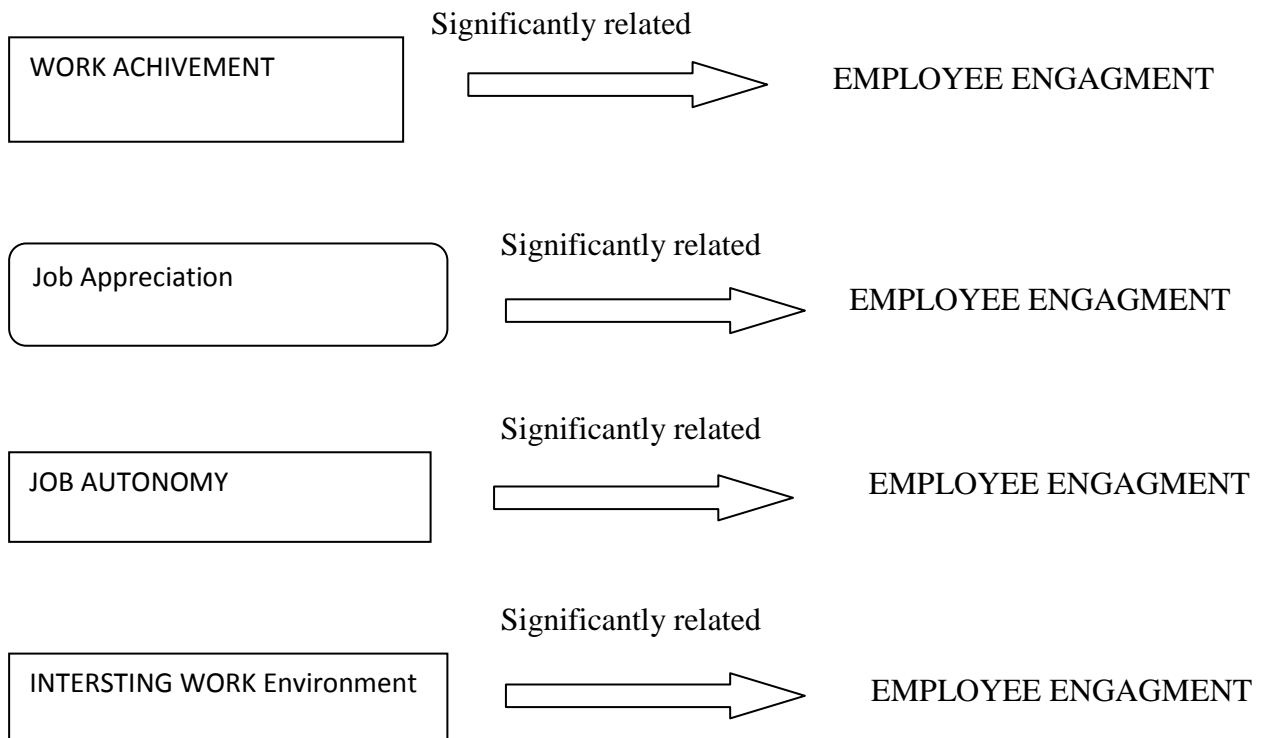 Significantly related
WORK ACHIVEMENT
EMPLOYEE ENGAGMENT
Significantly related
Job Appreciation
EMPLOYEE ENGAGMENT
Significantly related
JOB AUTONOMY
EMPLOYEE ENGAGMENT
Significantly related
INTERSTING WORK Environment
EMPLOYEE ENGAGMENT